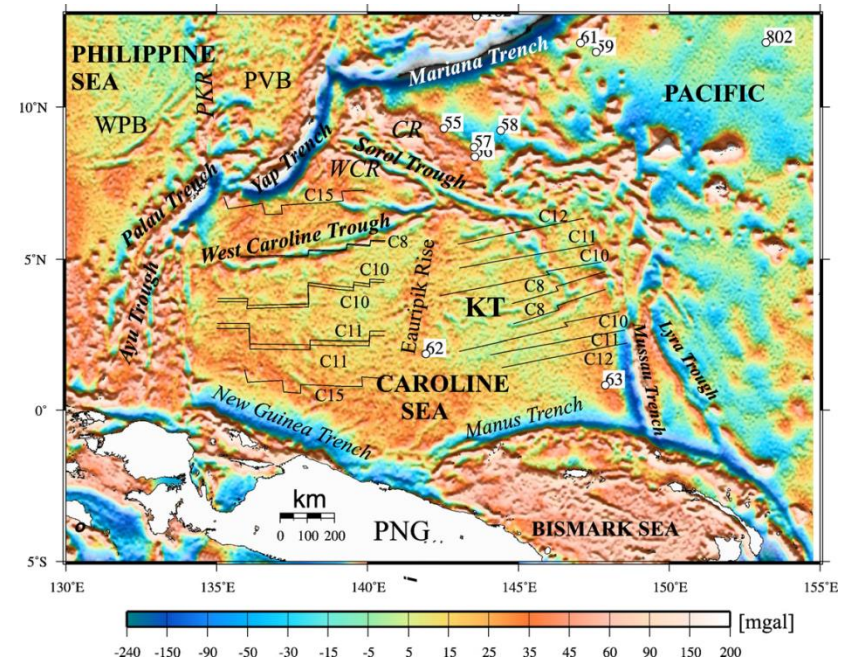 PHILIPPINE
SEA
PKR
PVB
WPB
Mariana Trench
61
59
802
PACIFIC
10°N
55
57
58
CR
Yap Trench
Sorol Trough
WCR
Palau Trench
C15
C12
C11
C10
West Caroline Trough
C8
5°N
C10
C10
C8
C8
Eauripik Rise
KT
Ayu Trough
C11
C11
C10
C11
C12
62
Mussau Trench
Lyra Trough
C15
CAROLINE
SEA
63
0°
New Guinea Trench
Manus Trench
km
0 100 200
PNG
BISMARK SEA
5°S
130°E 135°E 140°E 145°E 150°E 155°E
[mgal]
-240 -150 -90 -50 -30 -15 -5 5 15 25 35 45 60 90 150 200